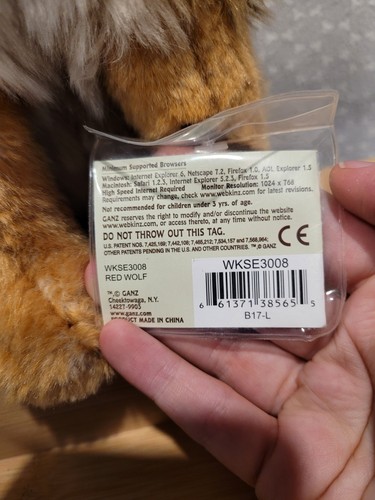 Minimum Supported Browsers
Windows: Internet Explorer 6, Netscape 7.2, Firefox 1.0, AOL Explorer 1.5
Macintosh: Safari 1.2.3, Internet Explorer 5.2.3, Firefox 1.5
High Speed Internet Required Monitor Resolution: 1024 x 766
Requirements may change, check www.webkinz.com for latest revisions.
Not recommended for children under 3 yrs. of age.
GANZ reserves the right to modify and/or discontinue the website
www.webkinz.com, or access thereto, at any time without notice.
DO NOT THROW OUT THIS TAG.
U.S. PATENT NOS. 7,425,169; 7,442,108; 7,465,212; 7,534,157 and 7,568,964;
OTHER PATENTS PENDING IN THE U.S. AND OTHER COUNTRIES. ™,© GANZ
CE
WKSE3008
RED WOLF
™/© GANZ
Cheektowaga, N.Y.
14227-9903
www.ganz.com
PRODUCT MADE IN CHINA
WKSE3008
6 61371 38565 5
B17-L